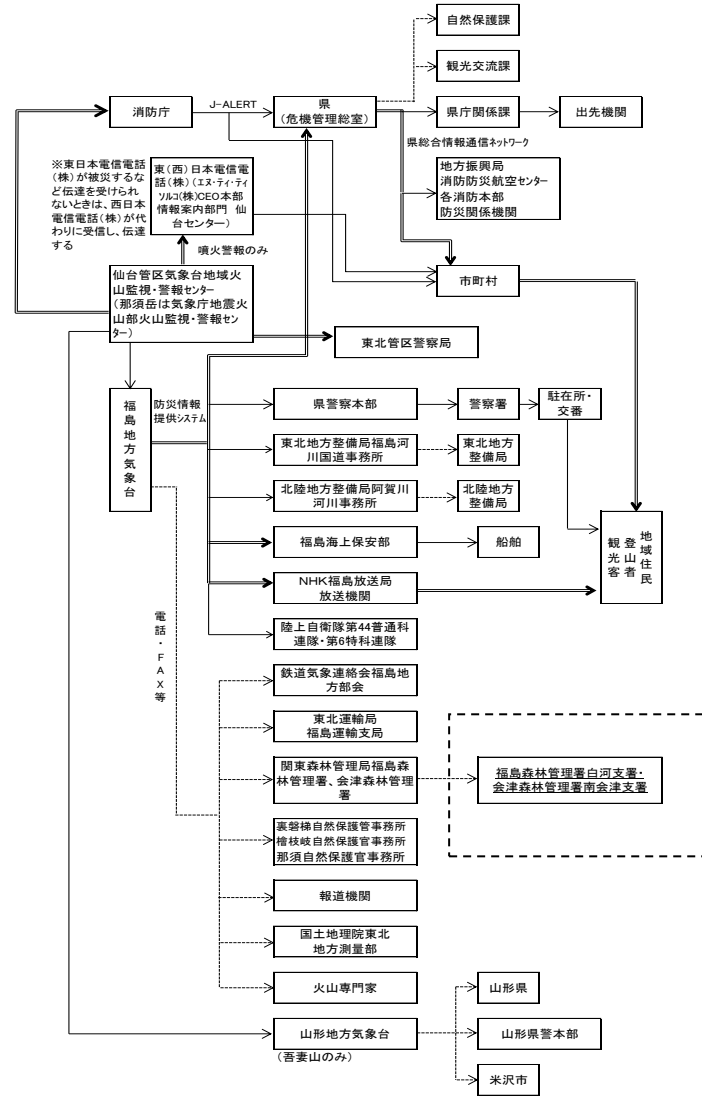 自然保護課
観光交流課
消防庁
J-ALERT
県
(危機管理総室)
県庁関係課
出先機関
県総合情報通信ネットワーク
※東日本電信電話
(株)が被災するな
ど伝達を受けられ
ないときは、西日本
電信電話(株)が代
わりに受信し、伝達
する
東(西)日本電信電
話(株)(エヌ・ティ・ティ
ソルコ(株)CEO本部
情報案内部門 仙
台センター)
地方振興局
消防防災航空センター
各消防本部
防災関係機関
噴火警報のみ
仙台管区気象台地域火
山監視・警報センター
(那須岳は気象庁地震火
山部火山監視・警報セン
ター)
市町村
東北管区警察局
福島地方気象台
防災情報
提供システム
県警察本部
警察署
駐在所・
交番
東北地方整備局福島河
川国道事務所
東北地方
整備局
北陸地方整備局阿賀川
河川事務所
北陸地方
整備局
福島海上保安部
船舶
地域住民
登山者
観光客
NHK福島放送局
放送機関
陸上自衛隊第44普通科
連隊・第6特科連隊
電話・FAX等
鉄道気象連絡会福島地
方部会
東北運輸局
福島運輸支局
関東森林管理局福島森
林管理署、会津森林管理
署
福島森林管理署白河支署・
会津森林管理署南会津支署
裏磐梯自然保護管事務所
檜枝岐自然保護官事務所
那須自然保護官事務所
報道機関
国土地理院東北
地方測量部
火山専門家
山形地方気象台
(吾妻山のみ)
山形県
山形県警本部
米沢市